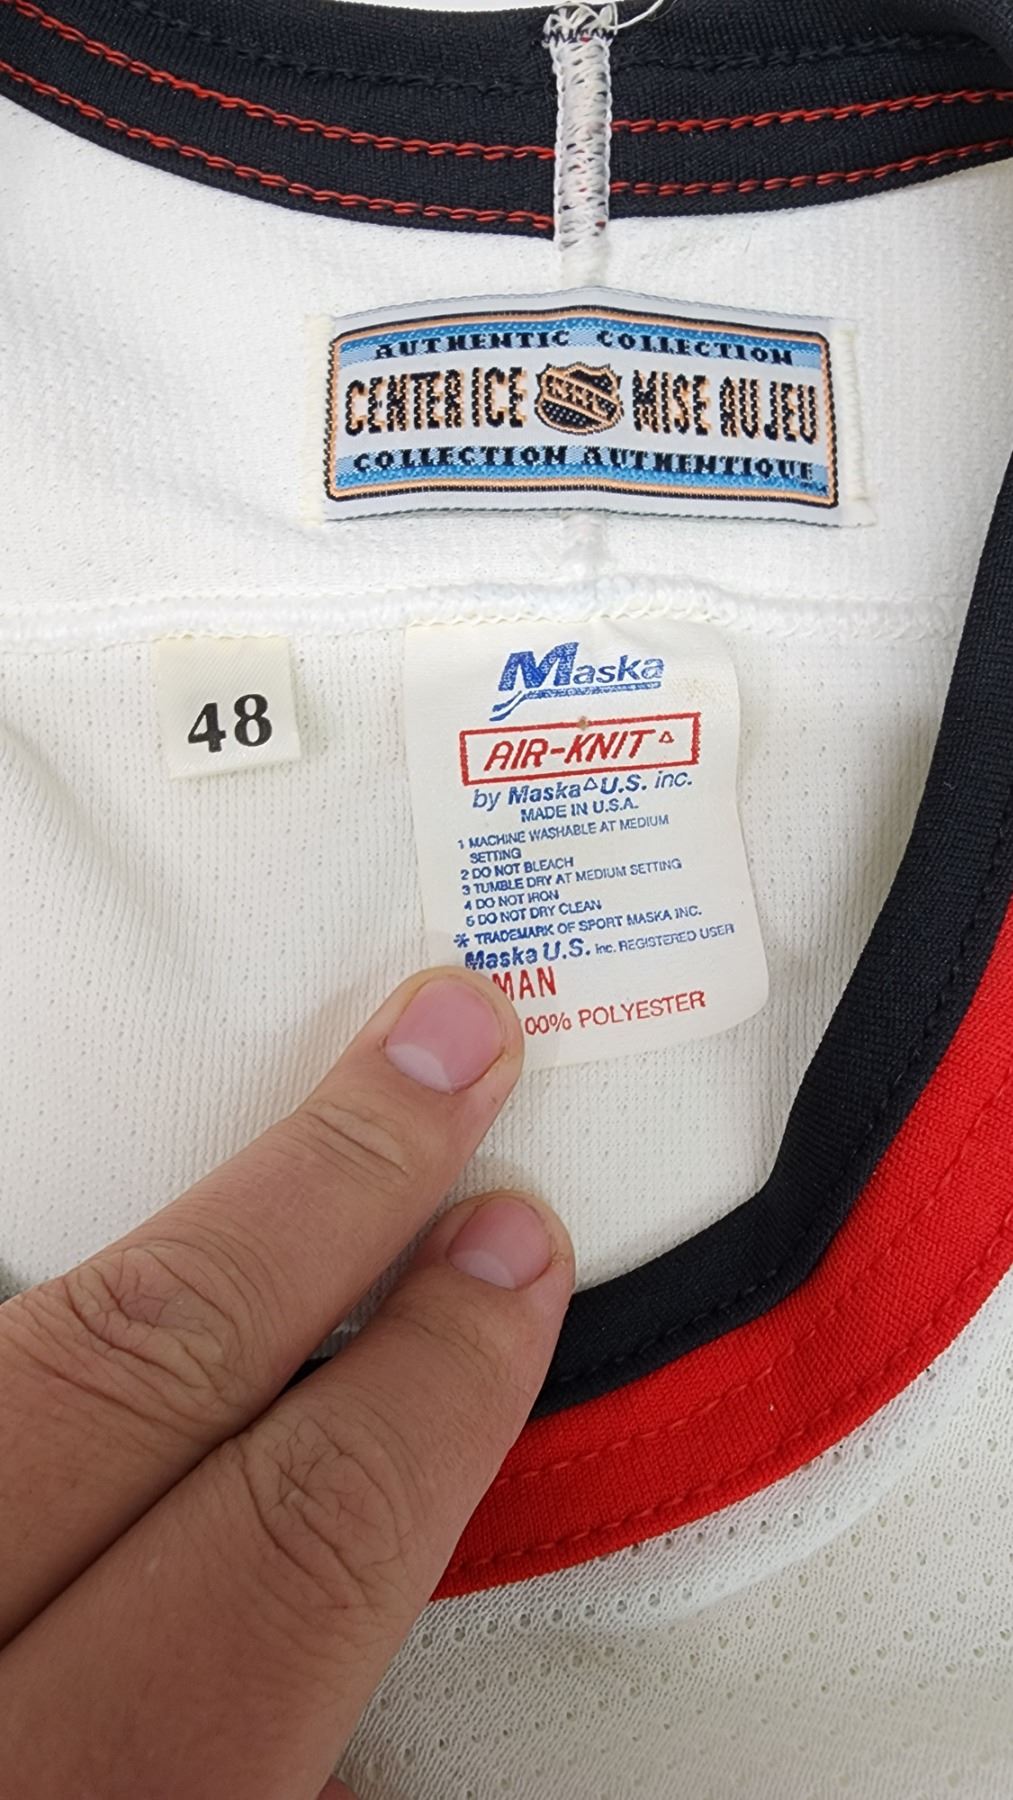 AUTHENTIC COLLECTION
CENTER ICE NHL MISE AU JEU
COLLECTION AUTHENTIQUE
48
Maska
AIR-KNIT△
by Maska△U.S. inc.
MADE IN U.S.A.
1 MACHINE WASHABLE AT MEDIUM
SETTING
2 DO NOT BLEACH
3 TUMBLE DRY AT MEDIUM SETTING
4 DO NOT IRON
5 DO NOT DRY CLEAN
* TRADEMARK OF SPORT MASKA INC.
Maska U.S. Inc. REGISTERED USER
MAN
00% POLYESTER